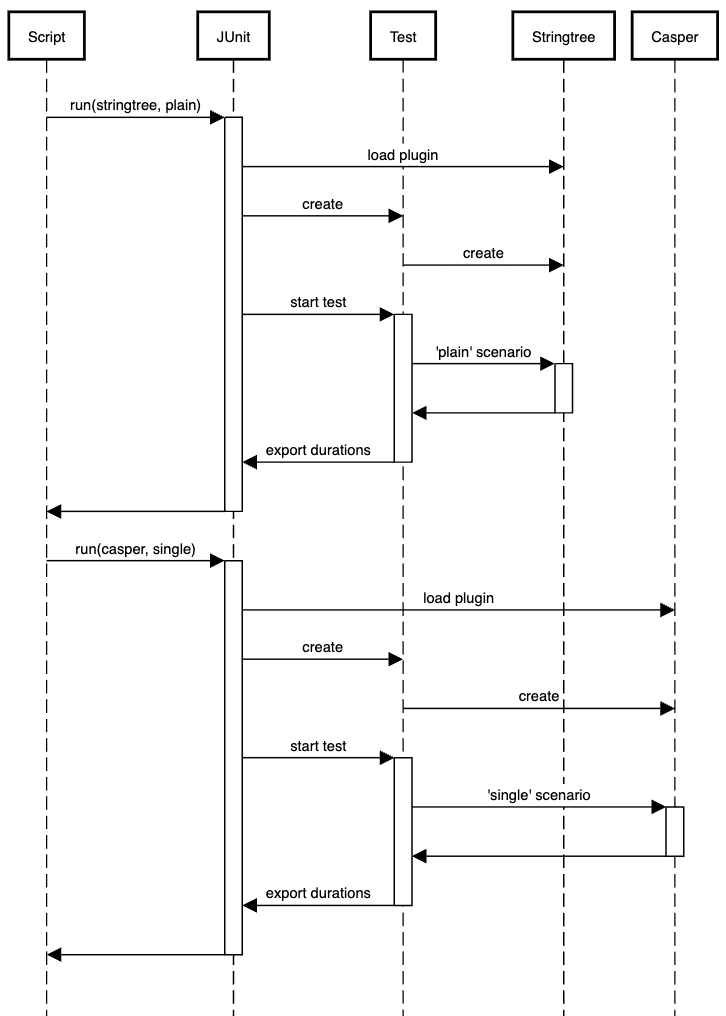 Script
JUnit
Test
Stringtree
Casper
run(stringtree, plain)
load plugin
create
create
start test
'plain' scenario
export durations
run(casper, single)
load plugin
create
create
start test
'single' scenario
export durations